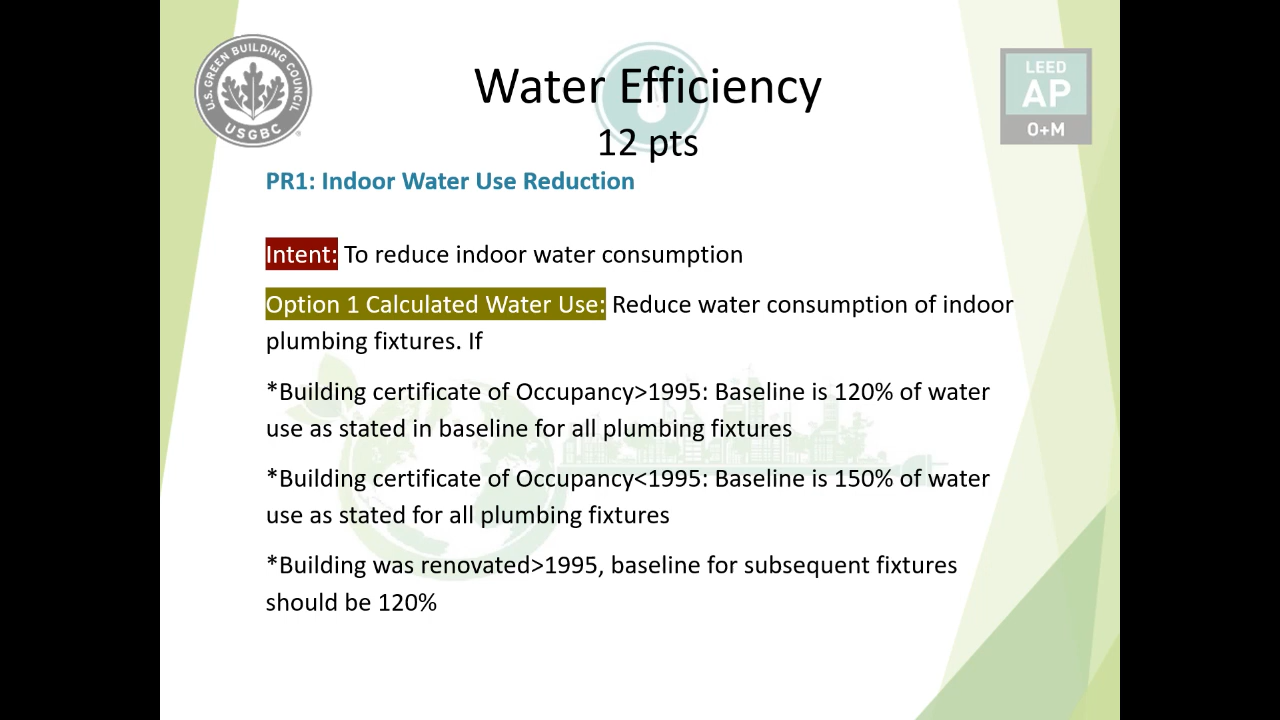 U.S. GREEN BUILDING COUNCIL
USGBC
Water Efficiency
12 pts
LEED
AP
O+M
PR1: Indoor Water Use Reduction
Intent: To reduce indoor water consumption
Option 1 Calculated Water Use: Reduce water consumption of indoor
plumbing fixtures. If
*Building certificate of Occupancy>1995: Baseline is 120% of water
use as stated in baseline for all plumbing fixtures
*Building certificate of Occupancy<1995: Baseline is 150% of water
use as stated for all plumbing fixtures
*Building was renovated>1995, baseline for subsequent fixtures
should be 120%